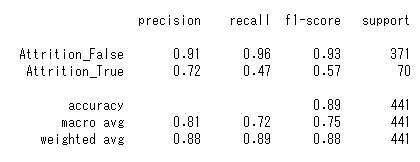 precision recall f1-score support
Attrition_False 0.91 0.96 0.93 371
Attrition_True 0.72 0.47 0.57 70
accuracy 0.89 441
macro avg 0.81 0.72 0.75 441
weighted avg 0.88 0.89 0.88 441